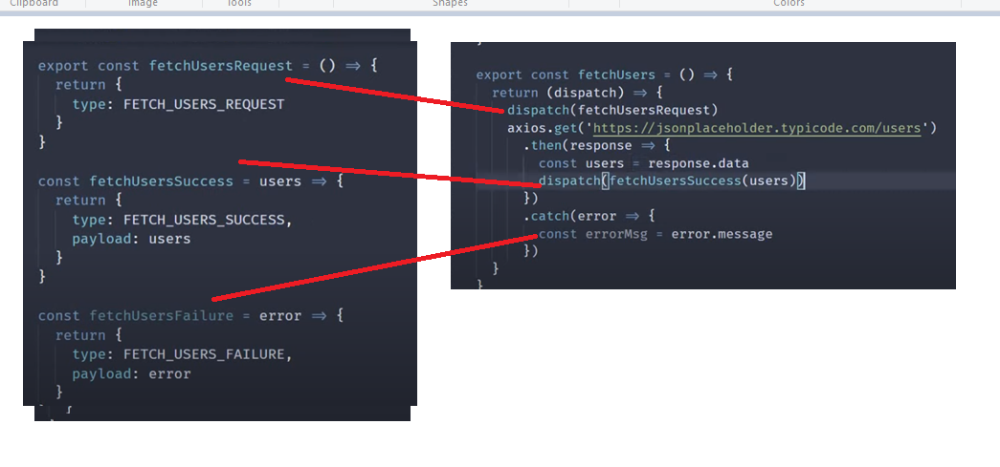 Clipboard
Image
Tools
Shapes
Colors
export const fetchUsersRequest = () => {
return {
type: FETCH_USERS_REQUEST
}
}
const fetchUsersSuccess = users => {
return {
type: FETCH_USERS_SUCCESS,
payload: users
}
}
const fetchUsersFailure = error => {
return {
type: FETCH_USERS_FAILURE,
payload: error
}
}
export const fetchUsers = () => {
return (dispatch) => {
dispatch(fetchUsersRequest)
axios.get('https://jsonplaceholder.typicode.com/users')
.then(response => {
const users = response.data
dispatch(fetchUsersSuccess(users))
})
.catch(error => {
const errorMsg = error.message
})
}
}